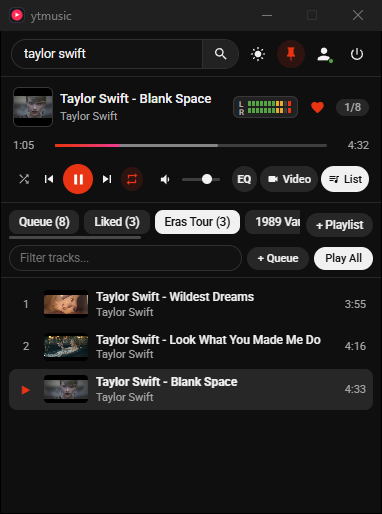 ytmusic
taylor swift
Taylor Swift - Blank Space
Taylor Swift
L
R
1/8
1:05
4:32
EQ
Video
List
Queue (8)
Liked (3)
Eras Tour (3)
1989 Vau
+ Playlist
Filter tracks...
+ Queue
Play All
1
Taylor Swift - Wildest Dreams
Taylor Swift
3:55
2
Taylor Swift - Look What You Made Me Do
Taylor Swift
4:16
Taylor Swift - Blank Space
Taylor Swift
4:33